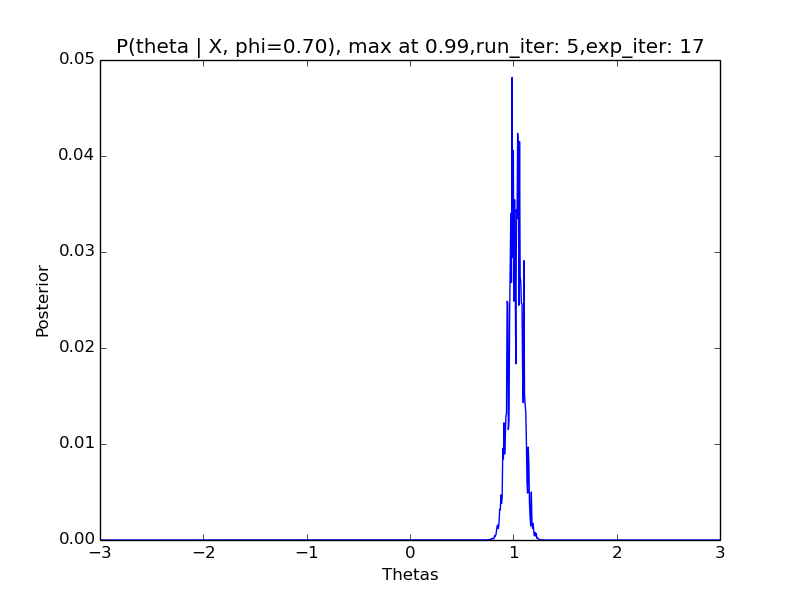 P(theta | X, phi=0.70), max at 0.99,run_iter: 5,exp_iter: 17
0.05
0.04
0.03
0.02
0.01
0.00
Posterior
−3 −2 −1 0 1 2 3
Thetas